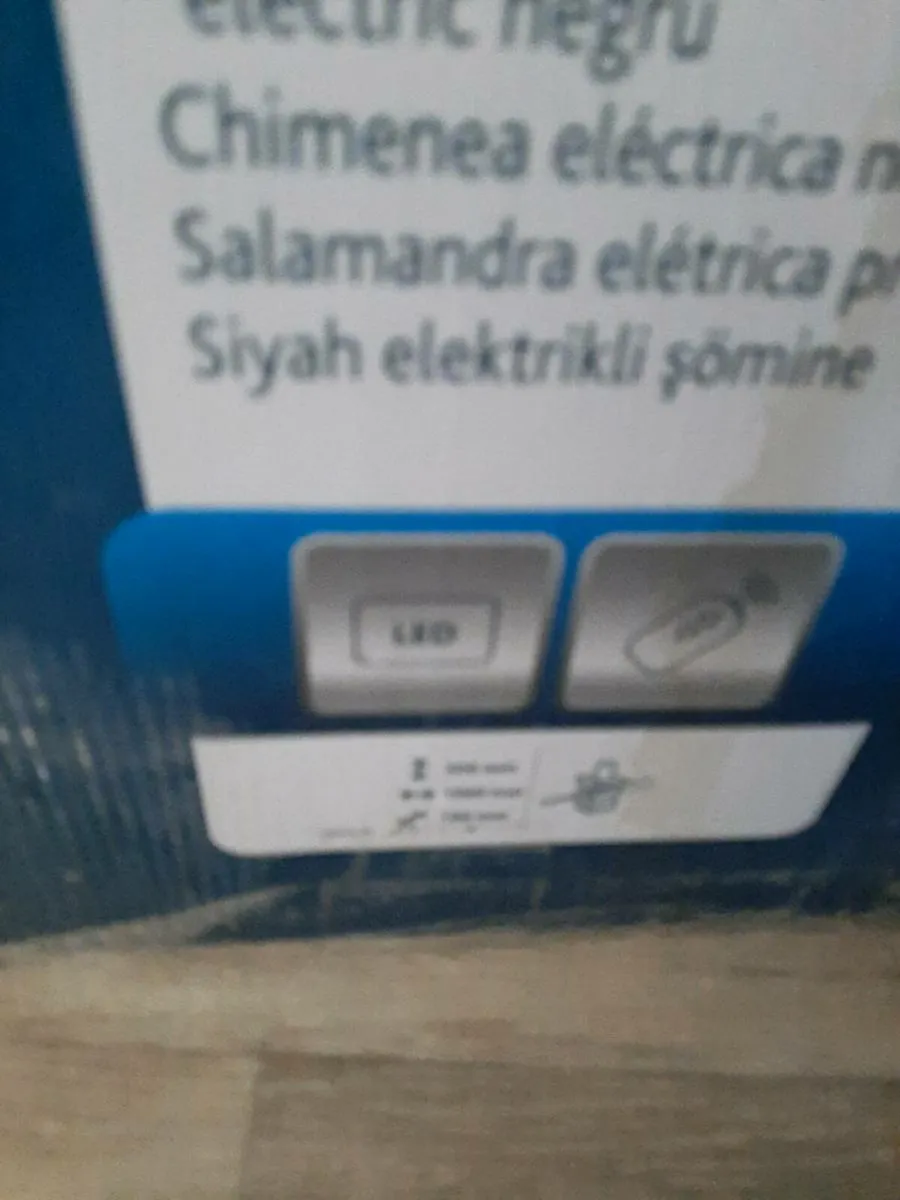 electric negru
Chimenea eléctrica
Salamandra elétrica
Siyah elektrikli şömine
LED